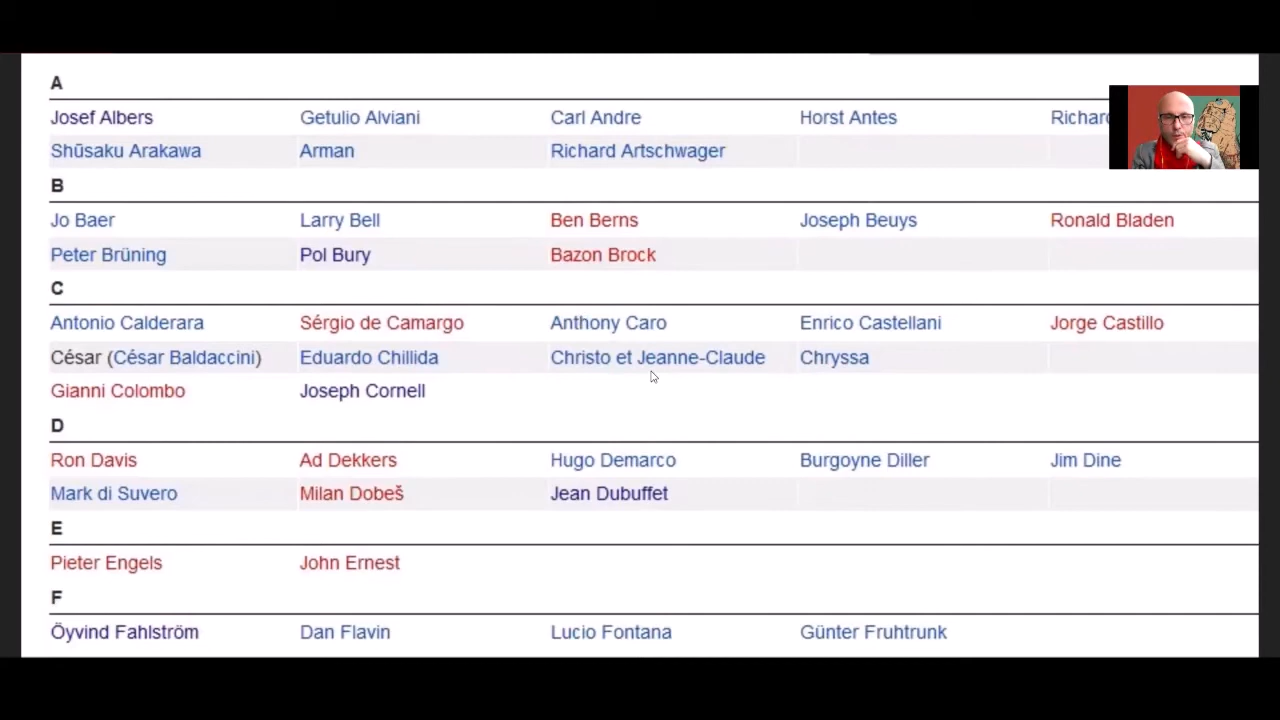 A
Josef Albers Getulio Alviani Carl Andre Horst Antes
Shūsaku Arakawa Arman Richard Artschwager
B
Jo Baer Larry Bell Ben Berns Joseph Beuys Ronald Bladen
Peter Brüning Pol Bury Bazon Brock
C
Antonio Calderara Sérgio de Camargo Anthony Caro Enrico Castellani Jorge Castillo
César (César Baldaccini) Eduardo Chillida Christo et Jeanne-Claude Chryssa
Gianni Colombo Joseph Cornell
D
Ron Davis Ad Dekkers Hugo Demarco Burgoyne Diller Jim Dine
Mark di Suvero Milan Dobeš Jean Dubuffet
E
Pieter Engels John Ernest
F
Öyvind Fahlström Dan Flavin Lucio Fontana Günter Fruhtrunk